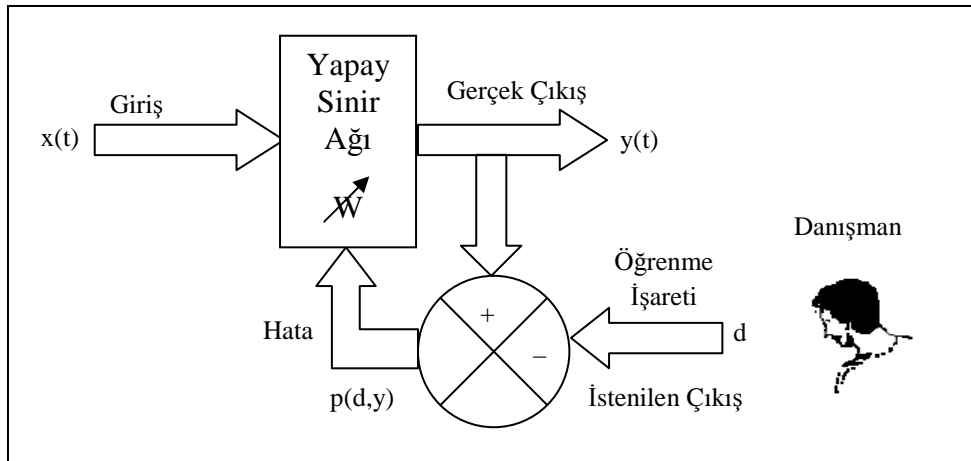 Yapay
Sinir
Ağı
W
Giriş
x(t)
Gerçek Çıkış
y(t)
Danışman
Öğrenme
İşareti
+
–
d
Hata
p(d,y)
İstenilen Çıkış